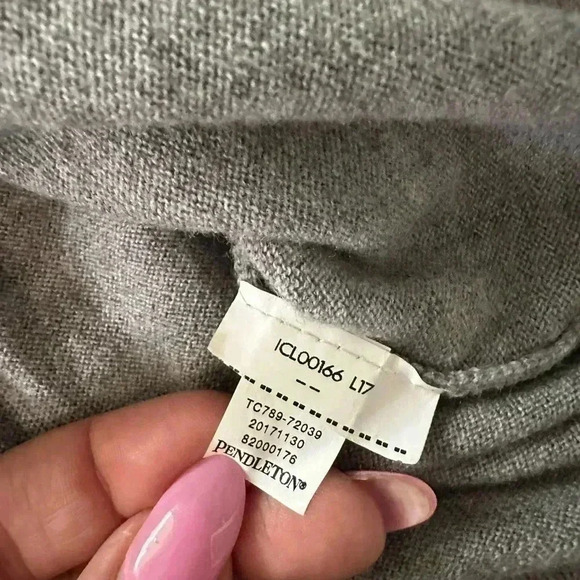 ICL00166 L17
--
TC789-72039
20171130
82000176
PENDLETON®